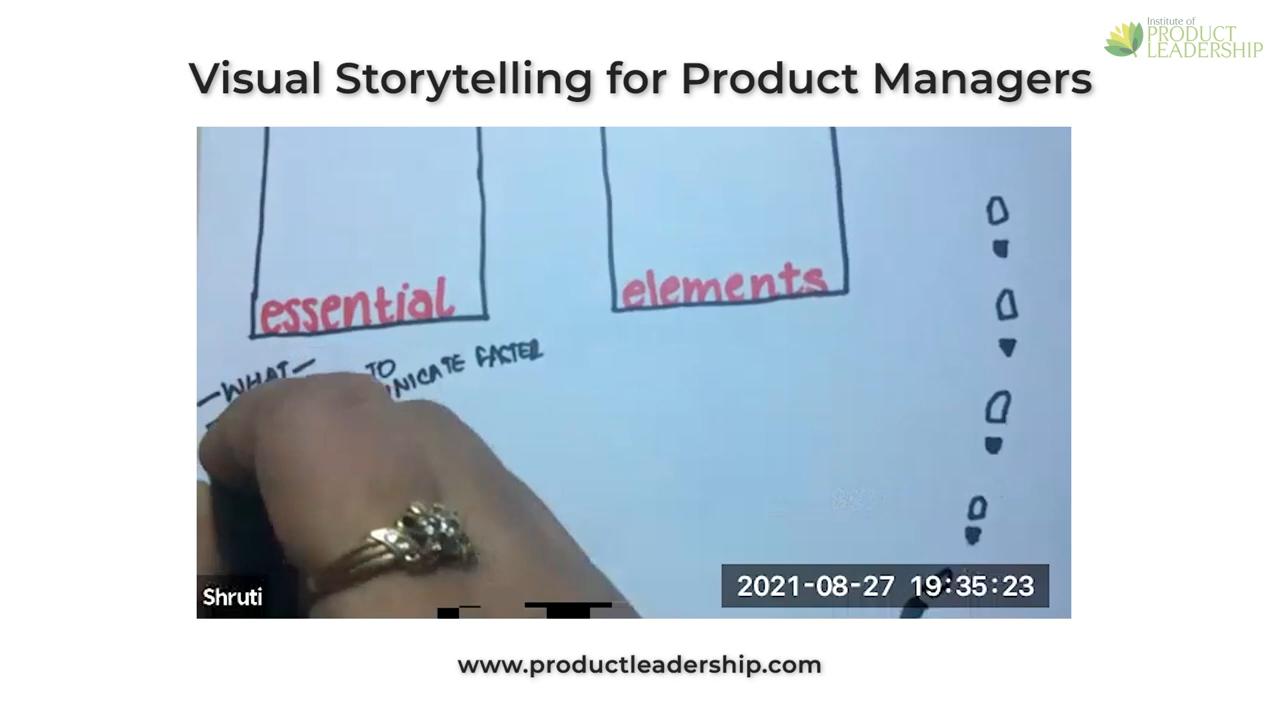 Institute of
PRODUCT
LEADERSHIP
Visual Storytelling for Product Managers
essential
elements
-WHAT-
TO
FASTER
Shruti
2021-08-27 19:35:23
www.productleadership.com